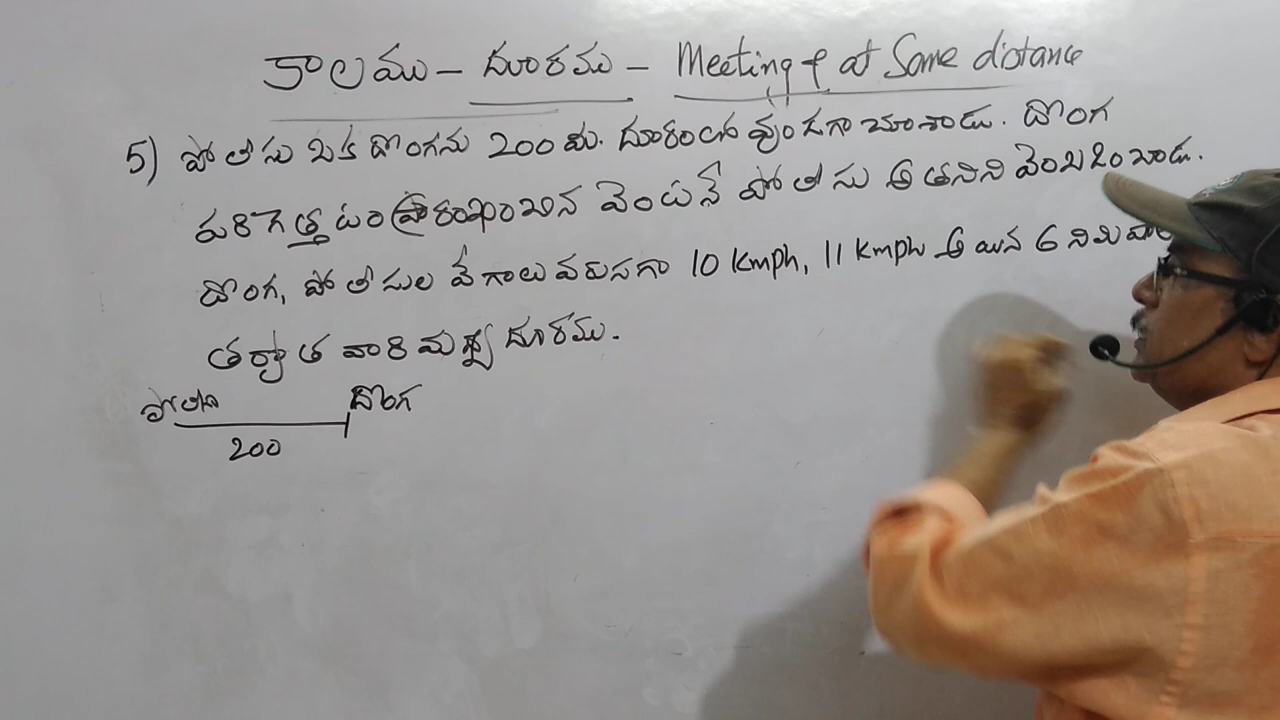 కాలము - దూరము - Meeting & at Same distance
5) పోలీసు ఒక దొంగను 200 మీ. దూరంలో వుండగా చూశాడు. దొంగ
పరిగెత్తటం ప్రారంభించిన వెంటనే పోలీసు అతనిని వెంబడించాడు.
దొంగ, పోలీసుల వేగాలు వరుసగా 10 Kmph, 11 Kmph అయిన 6
తర్వాత వారి మధ్య దూరము.
పోలీసు దొంగ
200